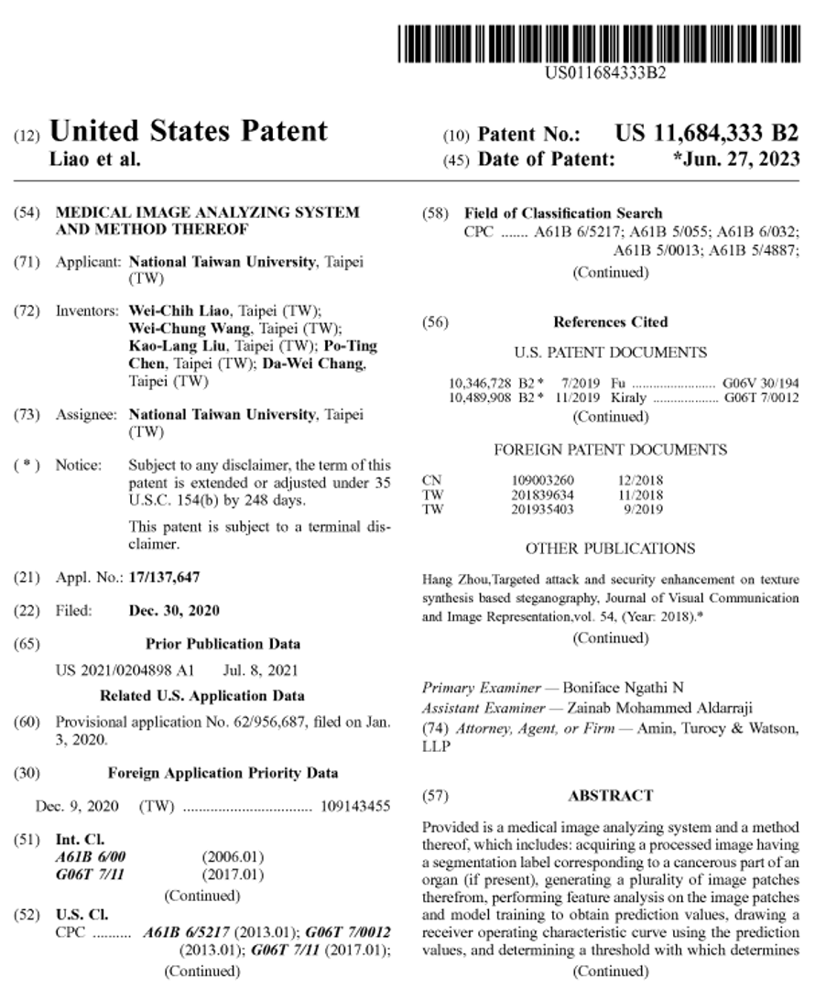 US011684333B2
(12) United States Patent
Liao et al.
(10) Patent No.: US 11,684,333 B2
(45) Date of Patent: *Jun. 27, 2023
(54) MEDICAL IMAGE ANALYZING SYSTEM
AND METHOD THEREOF
(71) Applicant: National Taiwan University, Taipei
(TW)
(72) Inventors: Wei-Chih Liao, Taipei (TW);
Wei-Chung Wang, Taipei (TW);
Kao-Lang Liu, Taipei (TW); Po-Ting
Chen, Taipei (TW); Da-Wei Chang,
Taipei (TW)
(73) Assignee: National Taiwan University, Taipei
(TW)
( * ) Notice: Subject to any disclaimer, the term of this
patent is extended or adjusted under 35
U.S.C. 154(b) by 248 days.
This patent is subject to a terminal dis-
claimer.
(21) Appl. No.: 17/137,647
(22) Filed: Dec. 30, 2020
(65) Prior Publication Data
US 2021/0204898 A1 Jul. 8, 2021
Related U.S. Application Data
(60) Provisional application No. 62/956,687, filed on Jan.
3, 2020.
(30) Foreign Application Priority Data
Dec. 9, 2020 (TW) ................................. 109143455
(51) Int. Cl.
A61B 6/00 (2006.01)
G06T 7/11 (2017.01)
(Continued)
(52) U.S. Cl.
CPC .......... A61B 6/5217 (2013.01); G06T 7/0012
(2013.01); G06T 7/11 (2017.01);
(Continued)
(58) Field of Classification Search
CPC ....... A61B 6/5217; A61B 5/055; A61B 6/032;
A61B 5/0013; A61B 5/4887;
(Continued)
(56) References Cited
U.S. PATENT DOCUMENTS
10,346,728 B2 * 7/2019 Fu ....................... G06V 30/194
10,489,908 B2 * 11/2019 Kiraly .................. G06T 7/0012
(Continued)
FOREIGN PATENT DOCUMENTS
CN 109003260 12/2018
TW 201839634 11/2018
TW 201935403 9/2019
OTHER PUBLICATIONS
Hang Zhou,Targeted attack and security enhancement on texture
synthesis based steganography, Journal of Visual Communication
and Image Representation,vol. 54, (Year: 2018).*
(Continued)
Primary Examiner — Boniface Ngathi N
Assistant Examiner — Zainab Mohammed Aldarraji
(74) Attorney, Agent, or Firm — Amin, Turocy & Watson,
LLP
(57) ABSTRACT
Provided is a medical image analyzing system and a method
thereof, which includes: acquiring a processed image having
a segmentation label corresponding to a cancerous part of an
organ (if present), generating a plurality of image patches
therefrom, performing feature analysis on the image patches
and model training to obtain prediction values, drawing a
receiver operating characteristic curve using the prediction
values, and determining a threshold with which determines
(Continued)